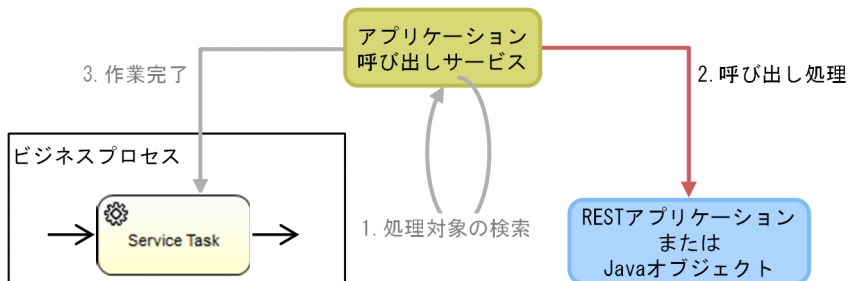 アプリケーション
呼び出しサービス
3. 作業完了
2. 呼び出し処理
ビジネスプロセス
Service Task
1. 処理対象の検索
RESTアプリケーション
または
Javaオブジェクト